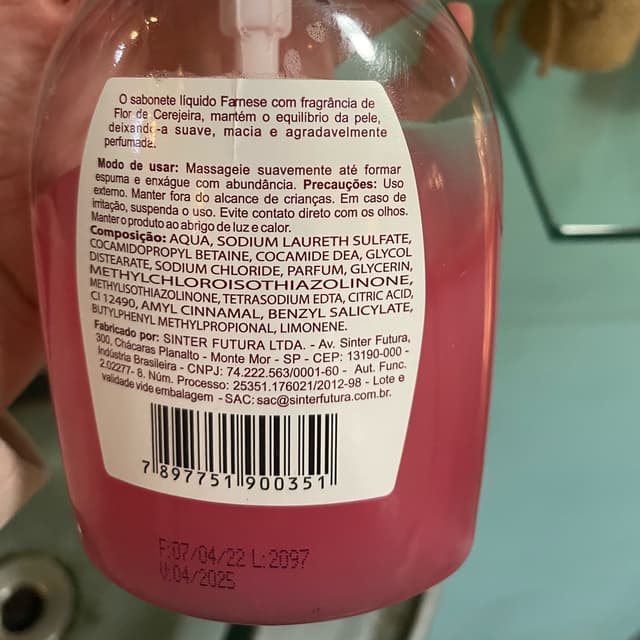 O sabonete líquido Farnese com fragrância de
Flor de Cerejeira, mantém o equilíbrio da pele,
deixando-a suave, macia e agradavelmente
perfumada.
Modo de usar: Massageie suavemente até formar
espuma e enxágue com abundância. Precauções: Uso
externo. Manter fora do alcance de crianças. Em caso de
irritação, suspenda o uso. Evite contato direto com os olhos.
Manter o produto ao abrigo de luz e calor.
Composição: AQUA, SODIUM LAURETH SULFATE,
COCAMIDOPROPYL BETAINE, COCAMIDE DEA, GLYCOL
DISTEARATE, SODIUM CHLORIDE, PARFUM, GLYCERIN,
METHYLCHLOROISOTHIAZOLINONE,
METHYLISOTHIAZOLINONE, TETRASODIUM EDTA, CITRIC ACID,
CI 12490, AMYL CINNAMAL, BENZYL SALICYLATE,
BUTYLPHENYL METHYLPROPIONAL, LIMONENE.
Fabricado por: SINTER FUTURA LTDA. - Av. Sinter Futura,
300, Chácaras Planalto - Monte Mor - SP - CEP: 13190-000 -
Indústria Brasileira - CNPJ: 74.222.563/0001-60 - Aut. Func.
2.02277- 8. Núm. Processo: 25351.176021/2012-98 - Lote e
validade vide embalagem - SAC: sac@sinterfutura.com.br.
7 897751 900351
F:07/04/22 L:2097
V:04/2025